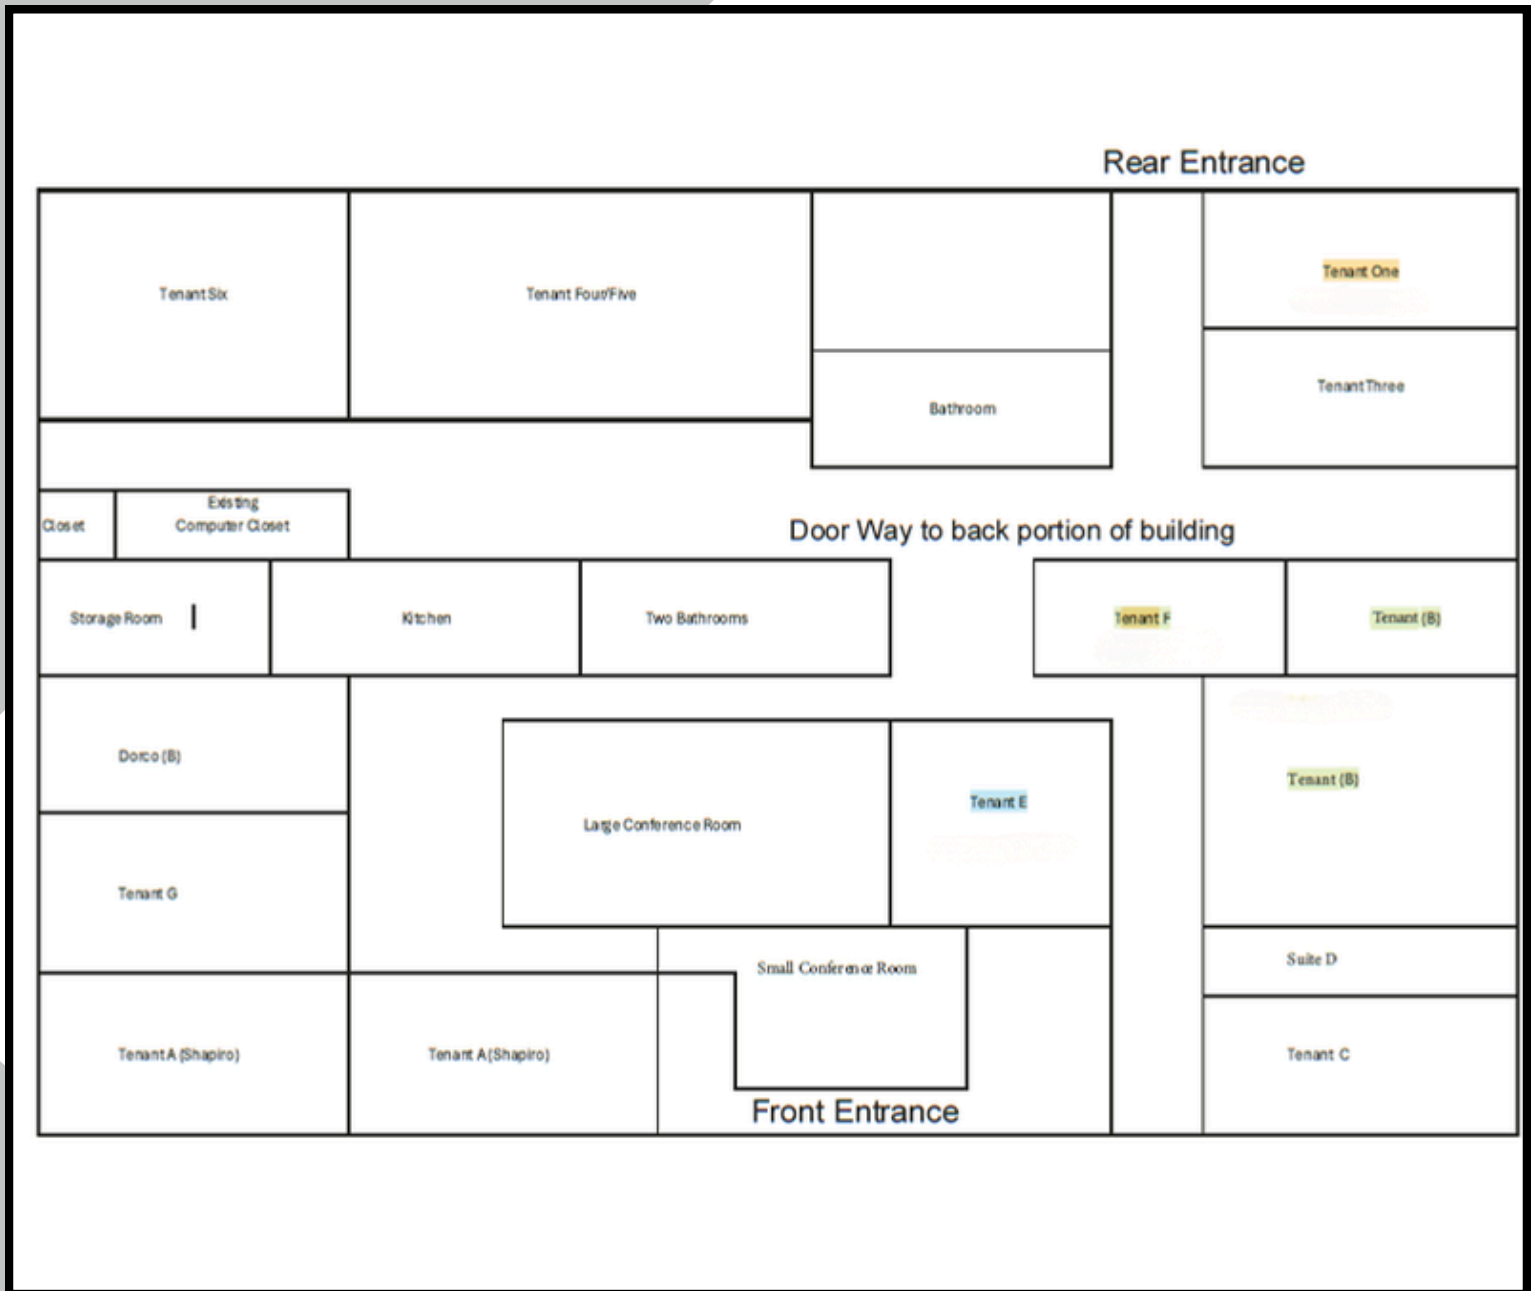 Rear Entrance
Tenant Six
Tenant Four/Five
Tenant One
Tenant Three
Bathroom
Closet
Existing
Computer Closet
Door Way to back portion of building
Storage Room
Kitchen
Two Bathrooms
Tenant F
Tenant (B)
Dorco (B)
Large Conference Room
Tenant E
Tenant (B)
Tenant G
Small Conference Room
Suite D
Tenant A (Shapiro)
Tenant A (Shapiro)
Tenant C
Front Entrance